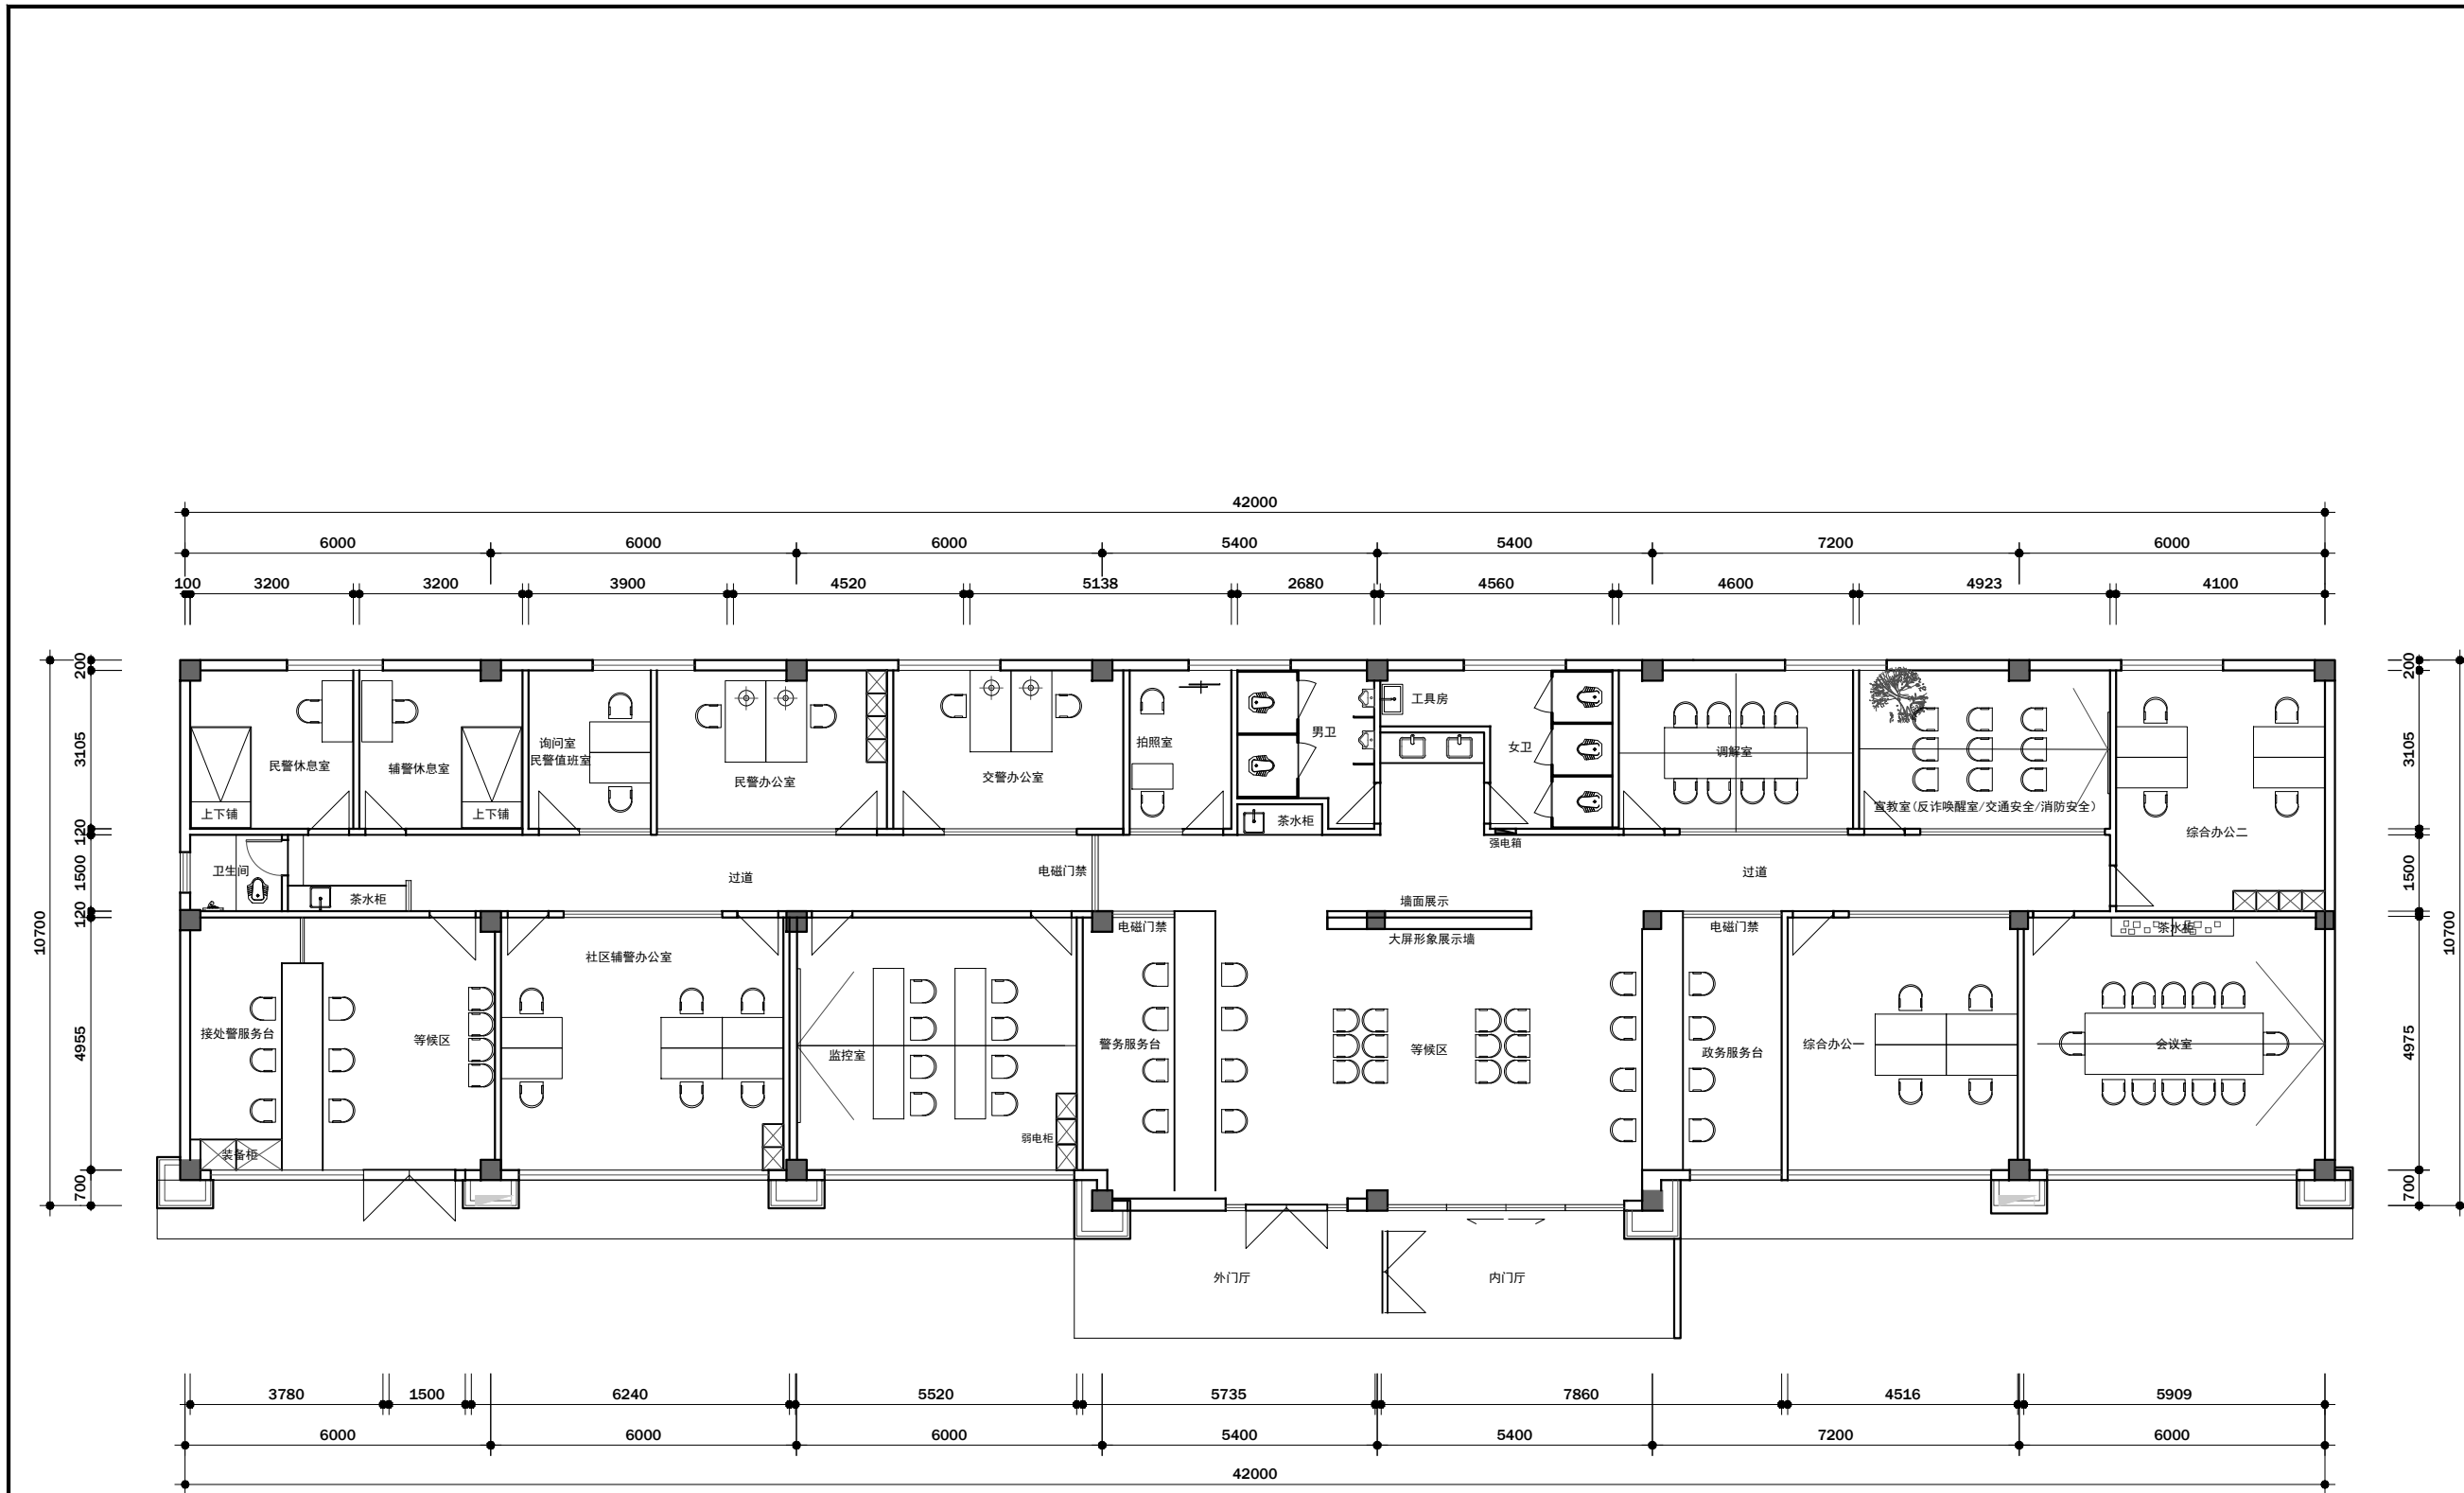 42000
6000 6000 6000 5400 5400 7200 6000
100 3200 3200 3900 4520 5138 2680 4560 4600 4923 4100
200
3105
120
1500
120
4955
700
10700
200
3105
1500
4975
700
10700
民警休息室
上下铺
辅警休息室
上下铺
询问室
民警值班室
民警办公室
交警办公室
拍照室
男卫
茶水柜
工具房
女卫
强电箱
调解室
宣教室(反诈唤醒室/交通安全/消防安全)
综合办公二
卫生间
茶水柜
过道
电磁门禁
过道
墙面展示
电磁门禁
大屏形象展示墙
电磁门禁
茶水柜
接处警服务台
等候区
装备柜
社区辅警办公室
监控室
弱电柜
警务服务台
等候区
政务服务台
综合办公一
会议室
外门厅
内门厅
3780 1500 6240 5520 5735 7860 4516 5909
6000 6000 6000 5400 5400 7200 6000
42000